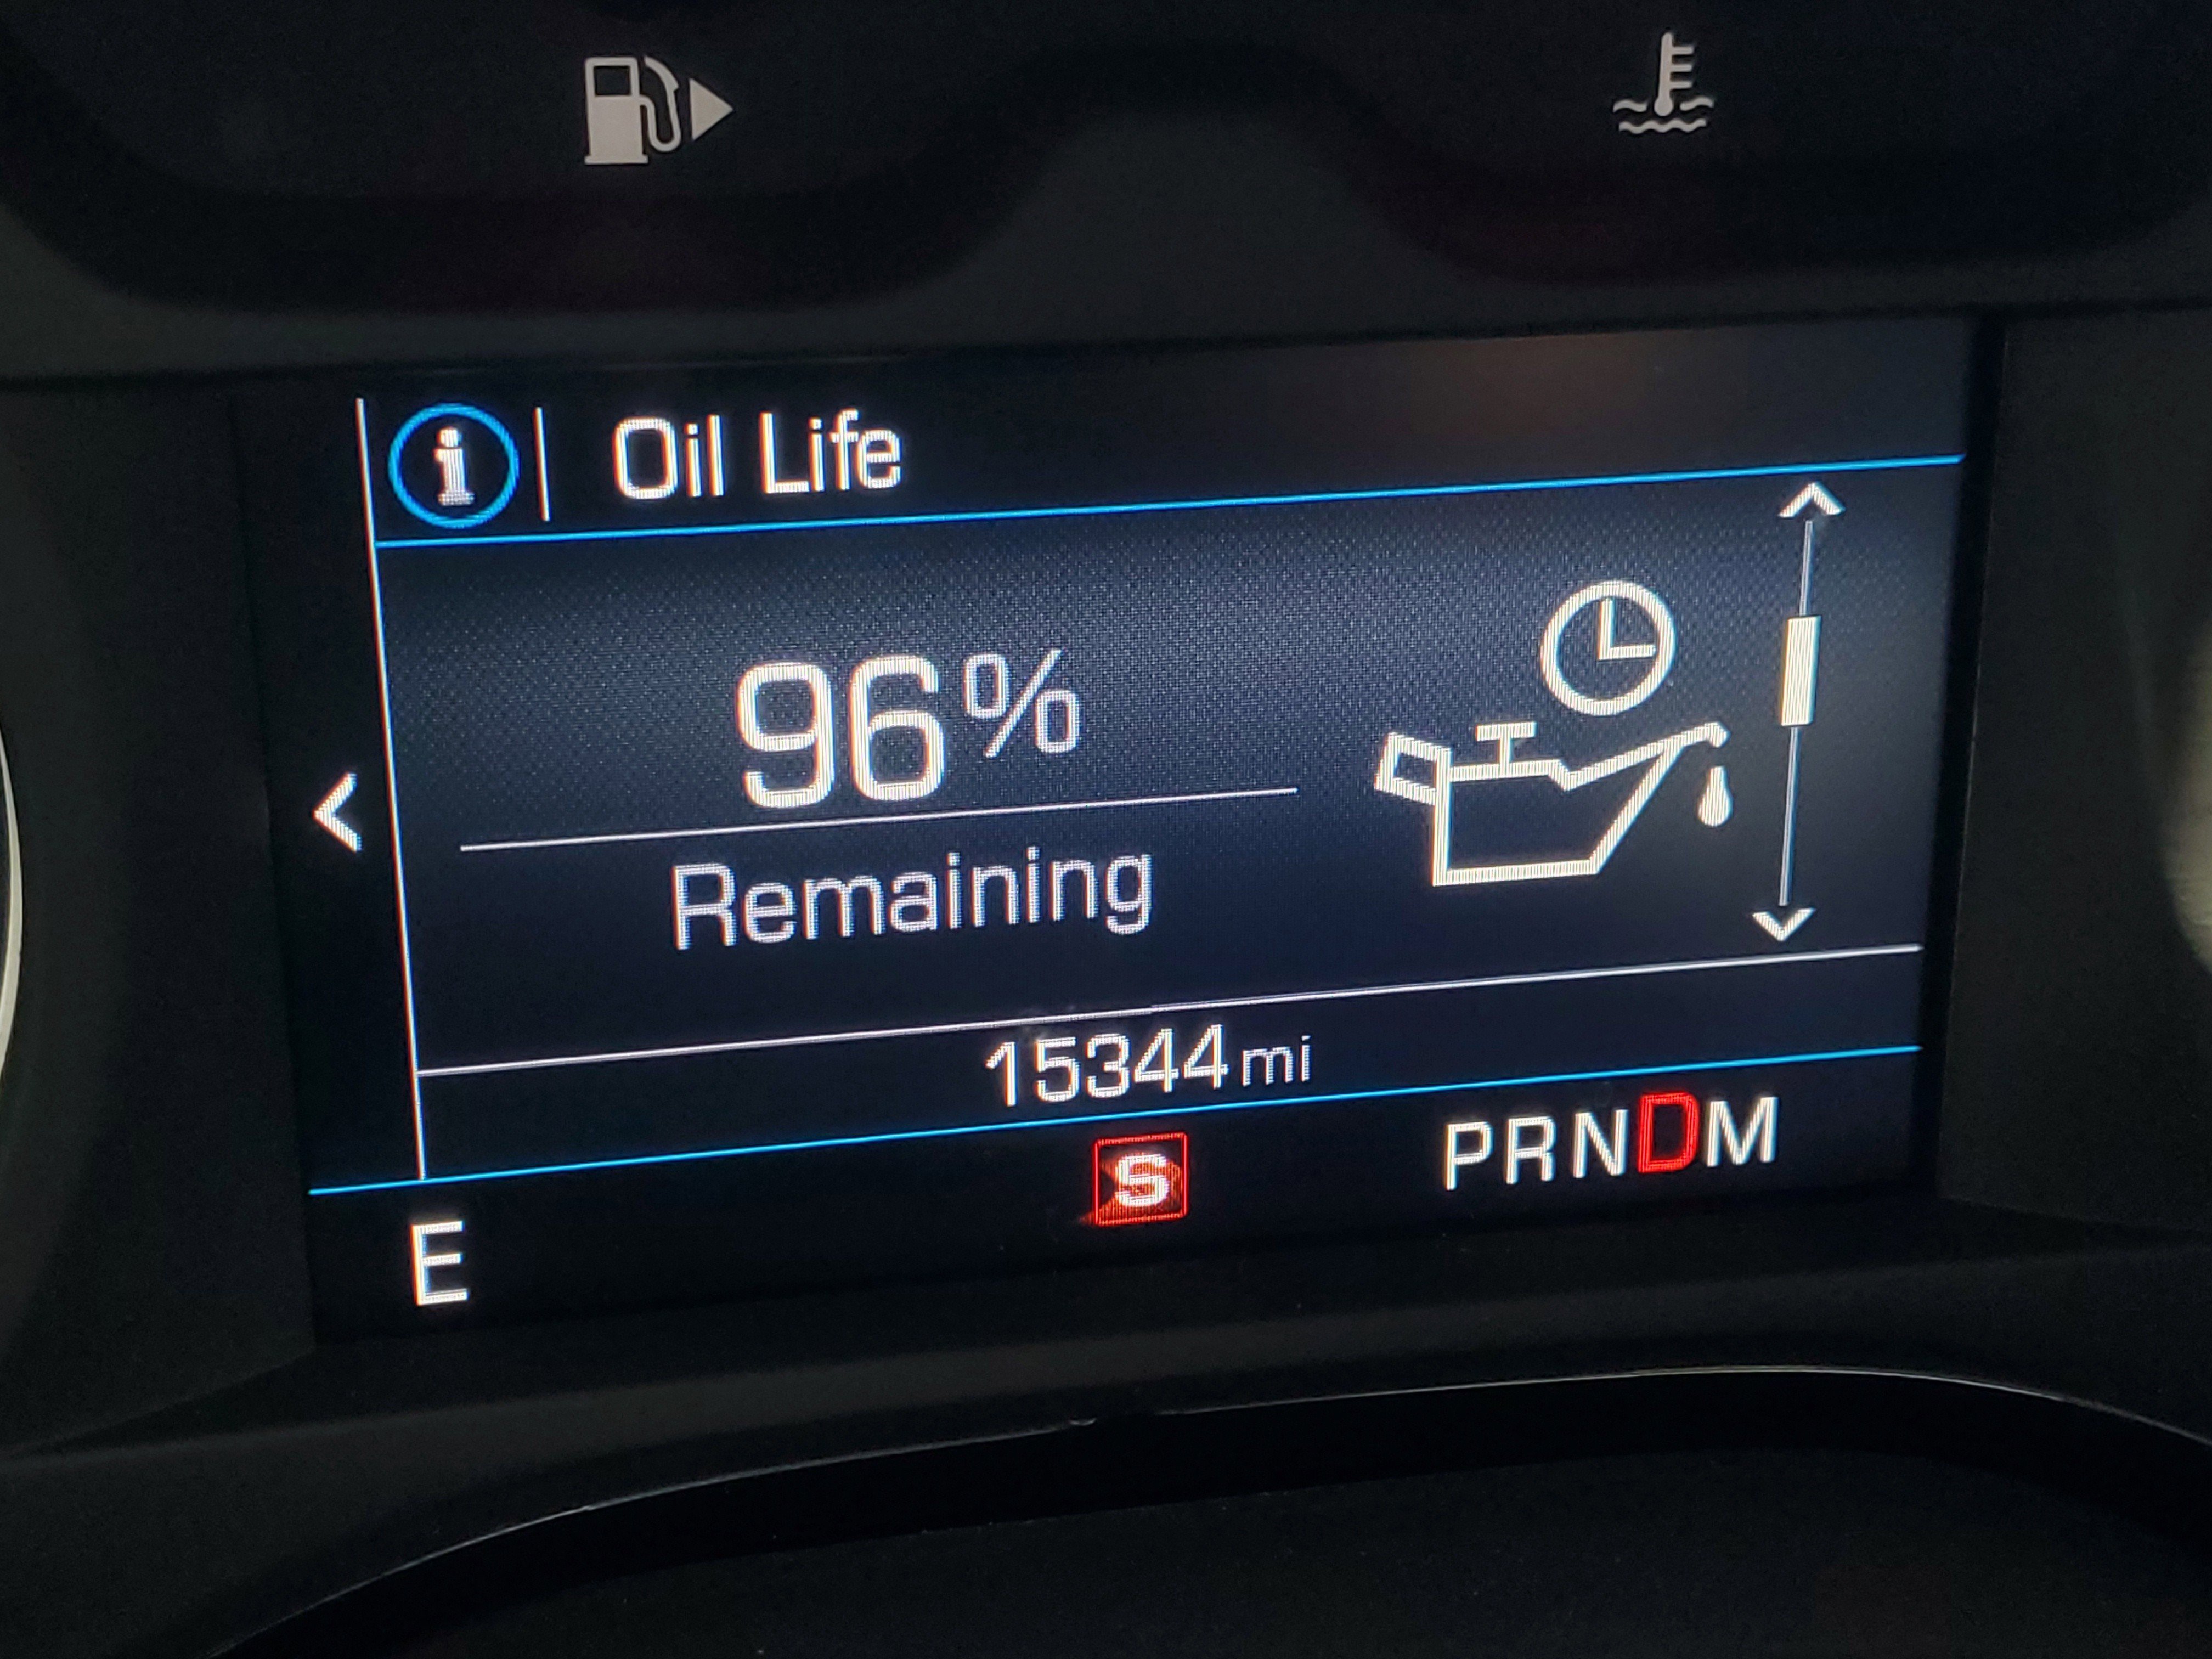 i Oil Life
96%
Remaining
15344 mi
S PRNDM
E